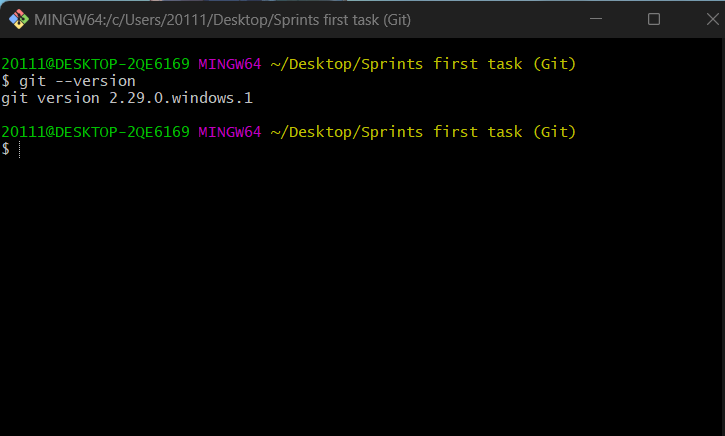 MINGW64:/c/Users/20111/Desktop/Sprints first task (Git)
20111@DESKTOP-2QE6169 MINGW64 ~/Desktop/Sprints first task (Git)
$ git --version
git version 2.29.0.windows.1
20111@DESKTOP-2QE6169 MINGW64 ~/Desktop/Sprints first task (Git)
$